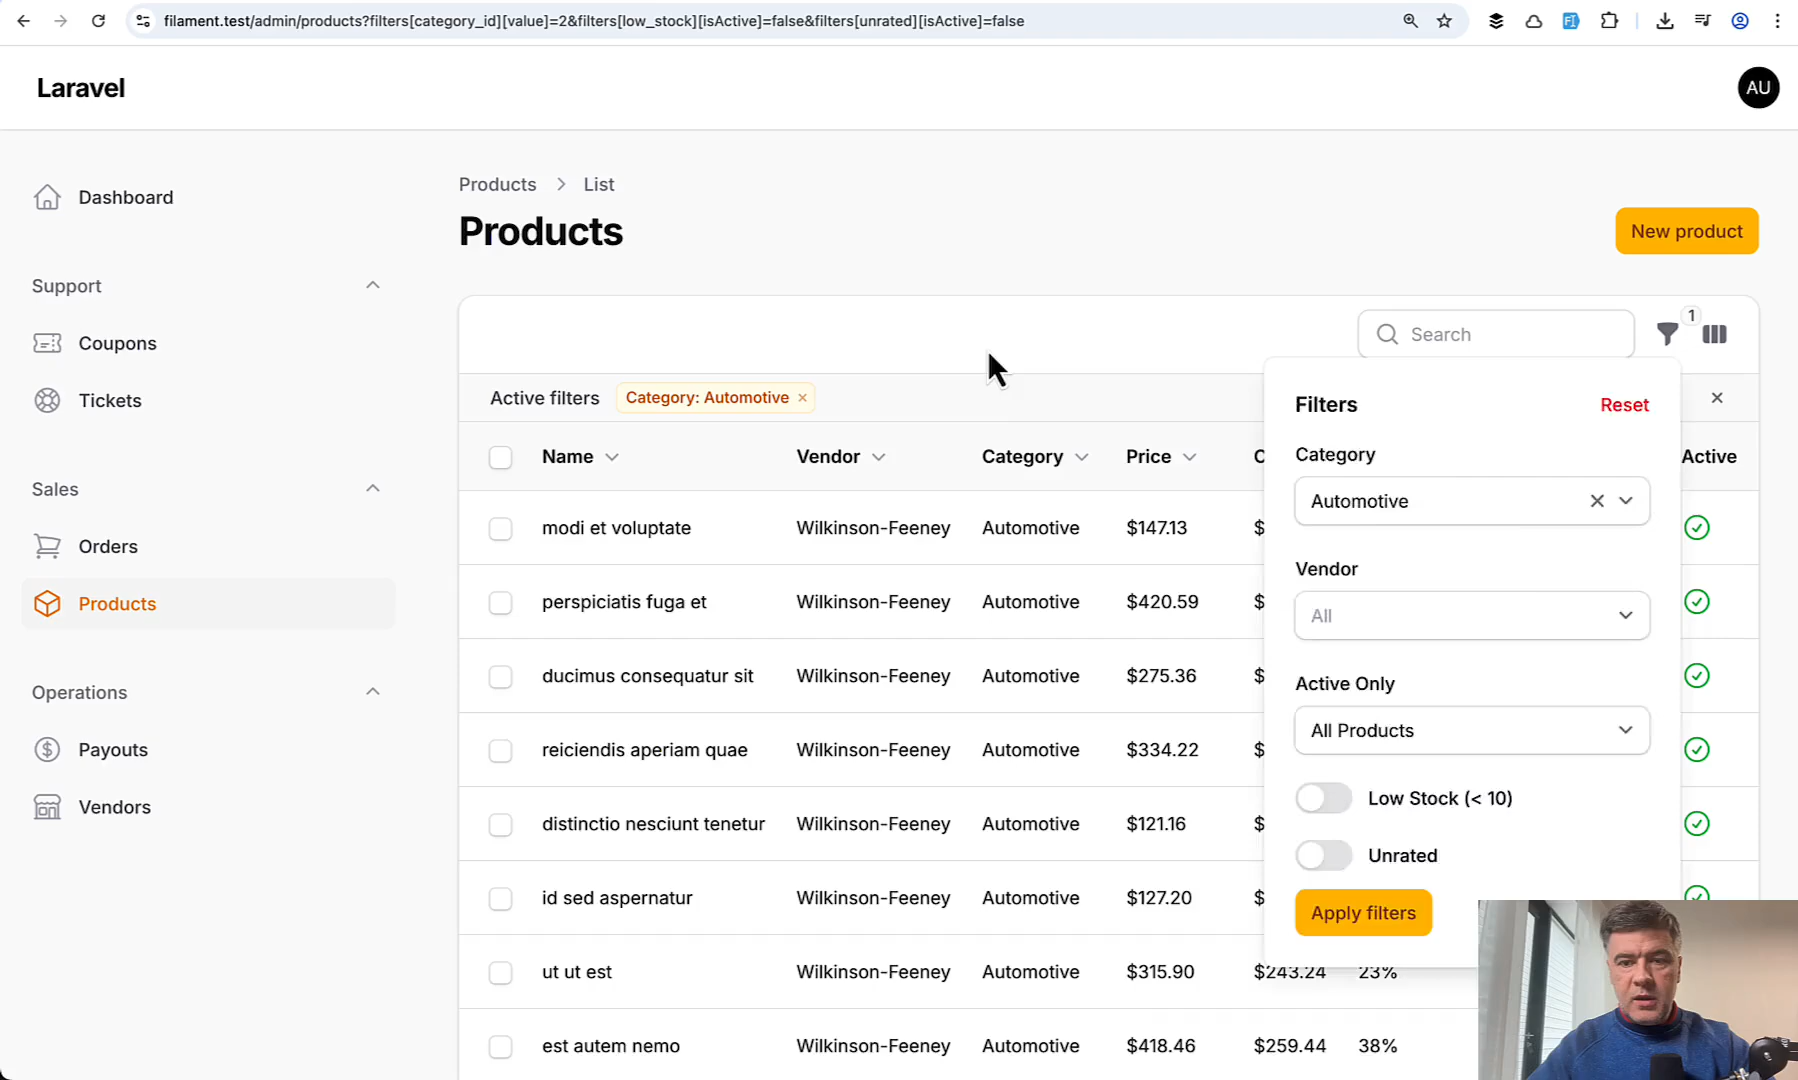 filament.test/admin/products?filters[category_id][value]=2&filters[low_stock][isActive]=false&filters[unrated][isActive]=false
Laravel
AU
Dashboard
Support
Coupons
Tickets
Sales
Orders
Products
Operations
Payouts
Vendors
Products > List
Products
New product
Search
1
Active filters Category: Automotive ×
Name Vendor Category Price C Active
modi et voluptate Wilkinson-Feeney Automotive $147.13 $
perspiciatis fuga et Wilkinson-Feeney Automotive $420.59 $
ducimus consequatur sit Wilkinson-Feeney Automotive $275.36 $
reiciendis aperiam quae Wilkinson-Feeney Automotive $334.22 $
distinctio nesciunt tenetur Wilkinson-Feeney Automotive $121.16 $
id sed aspernatur Wilkinson-Feeney Automotive $127.20 $
ut ut est Wilkinson-Feeney Automotive $315.90 $243.24 23%
est autem nemo Wilkinson-Feeney Automotive $418.46 $259.44 38%
Filters Reset
Category
Automotive
Vendor
All
Active Only
All Products
Low Stock (< 10)
Unrated
Apply filters